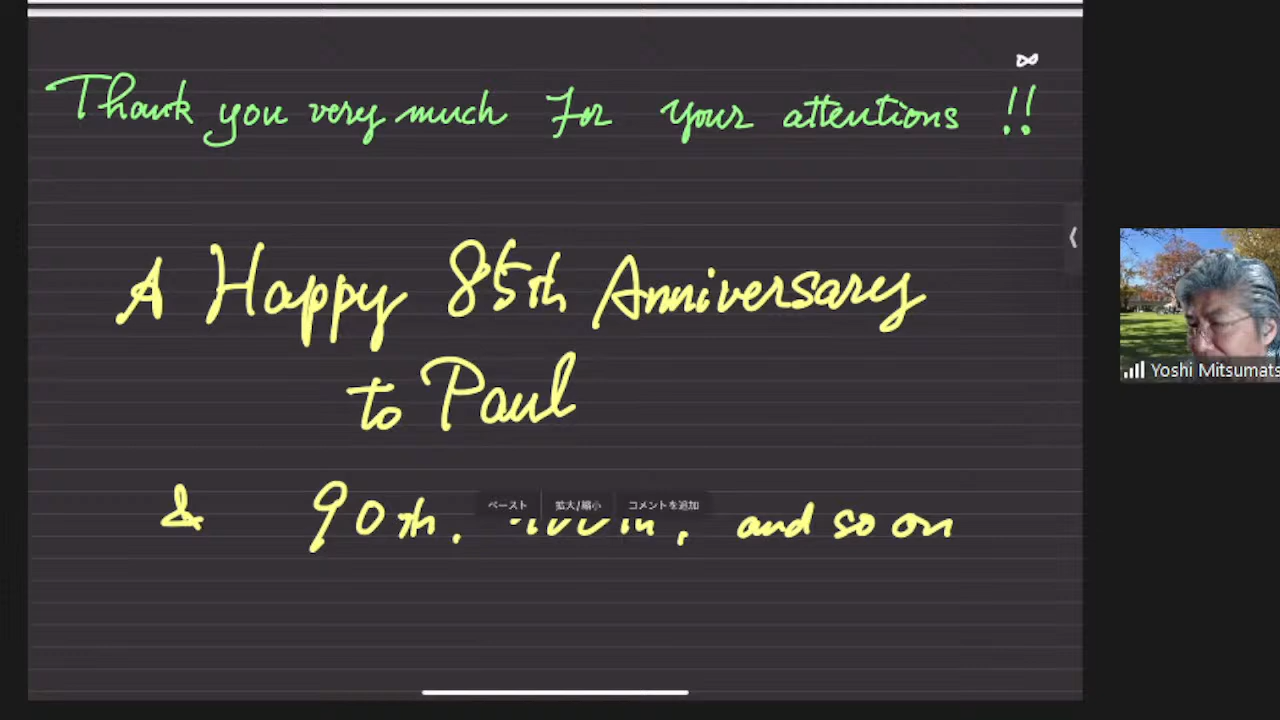 ∞
Thank you very much For your attentions !!
A Happy 85th Anniversary
to Paul
& 90th, and so on
ペースト 拡大/縮小 コメントを追加
Yoshi Mitsumats